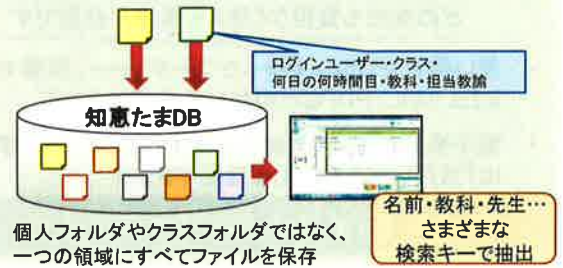 ログインユーザー・クラス・
何日の何時間目・教科・担当教諭
知恵たまDB
個人フォルダやクラスフォルダではなく、
一つの領域にすべてファイルを保存
名前・教科・先生…
さまざまな
検索キーで抽出